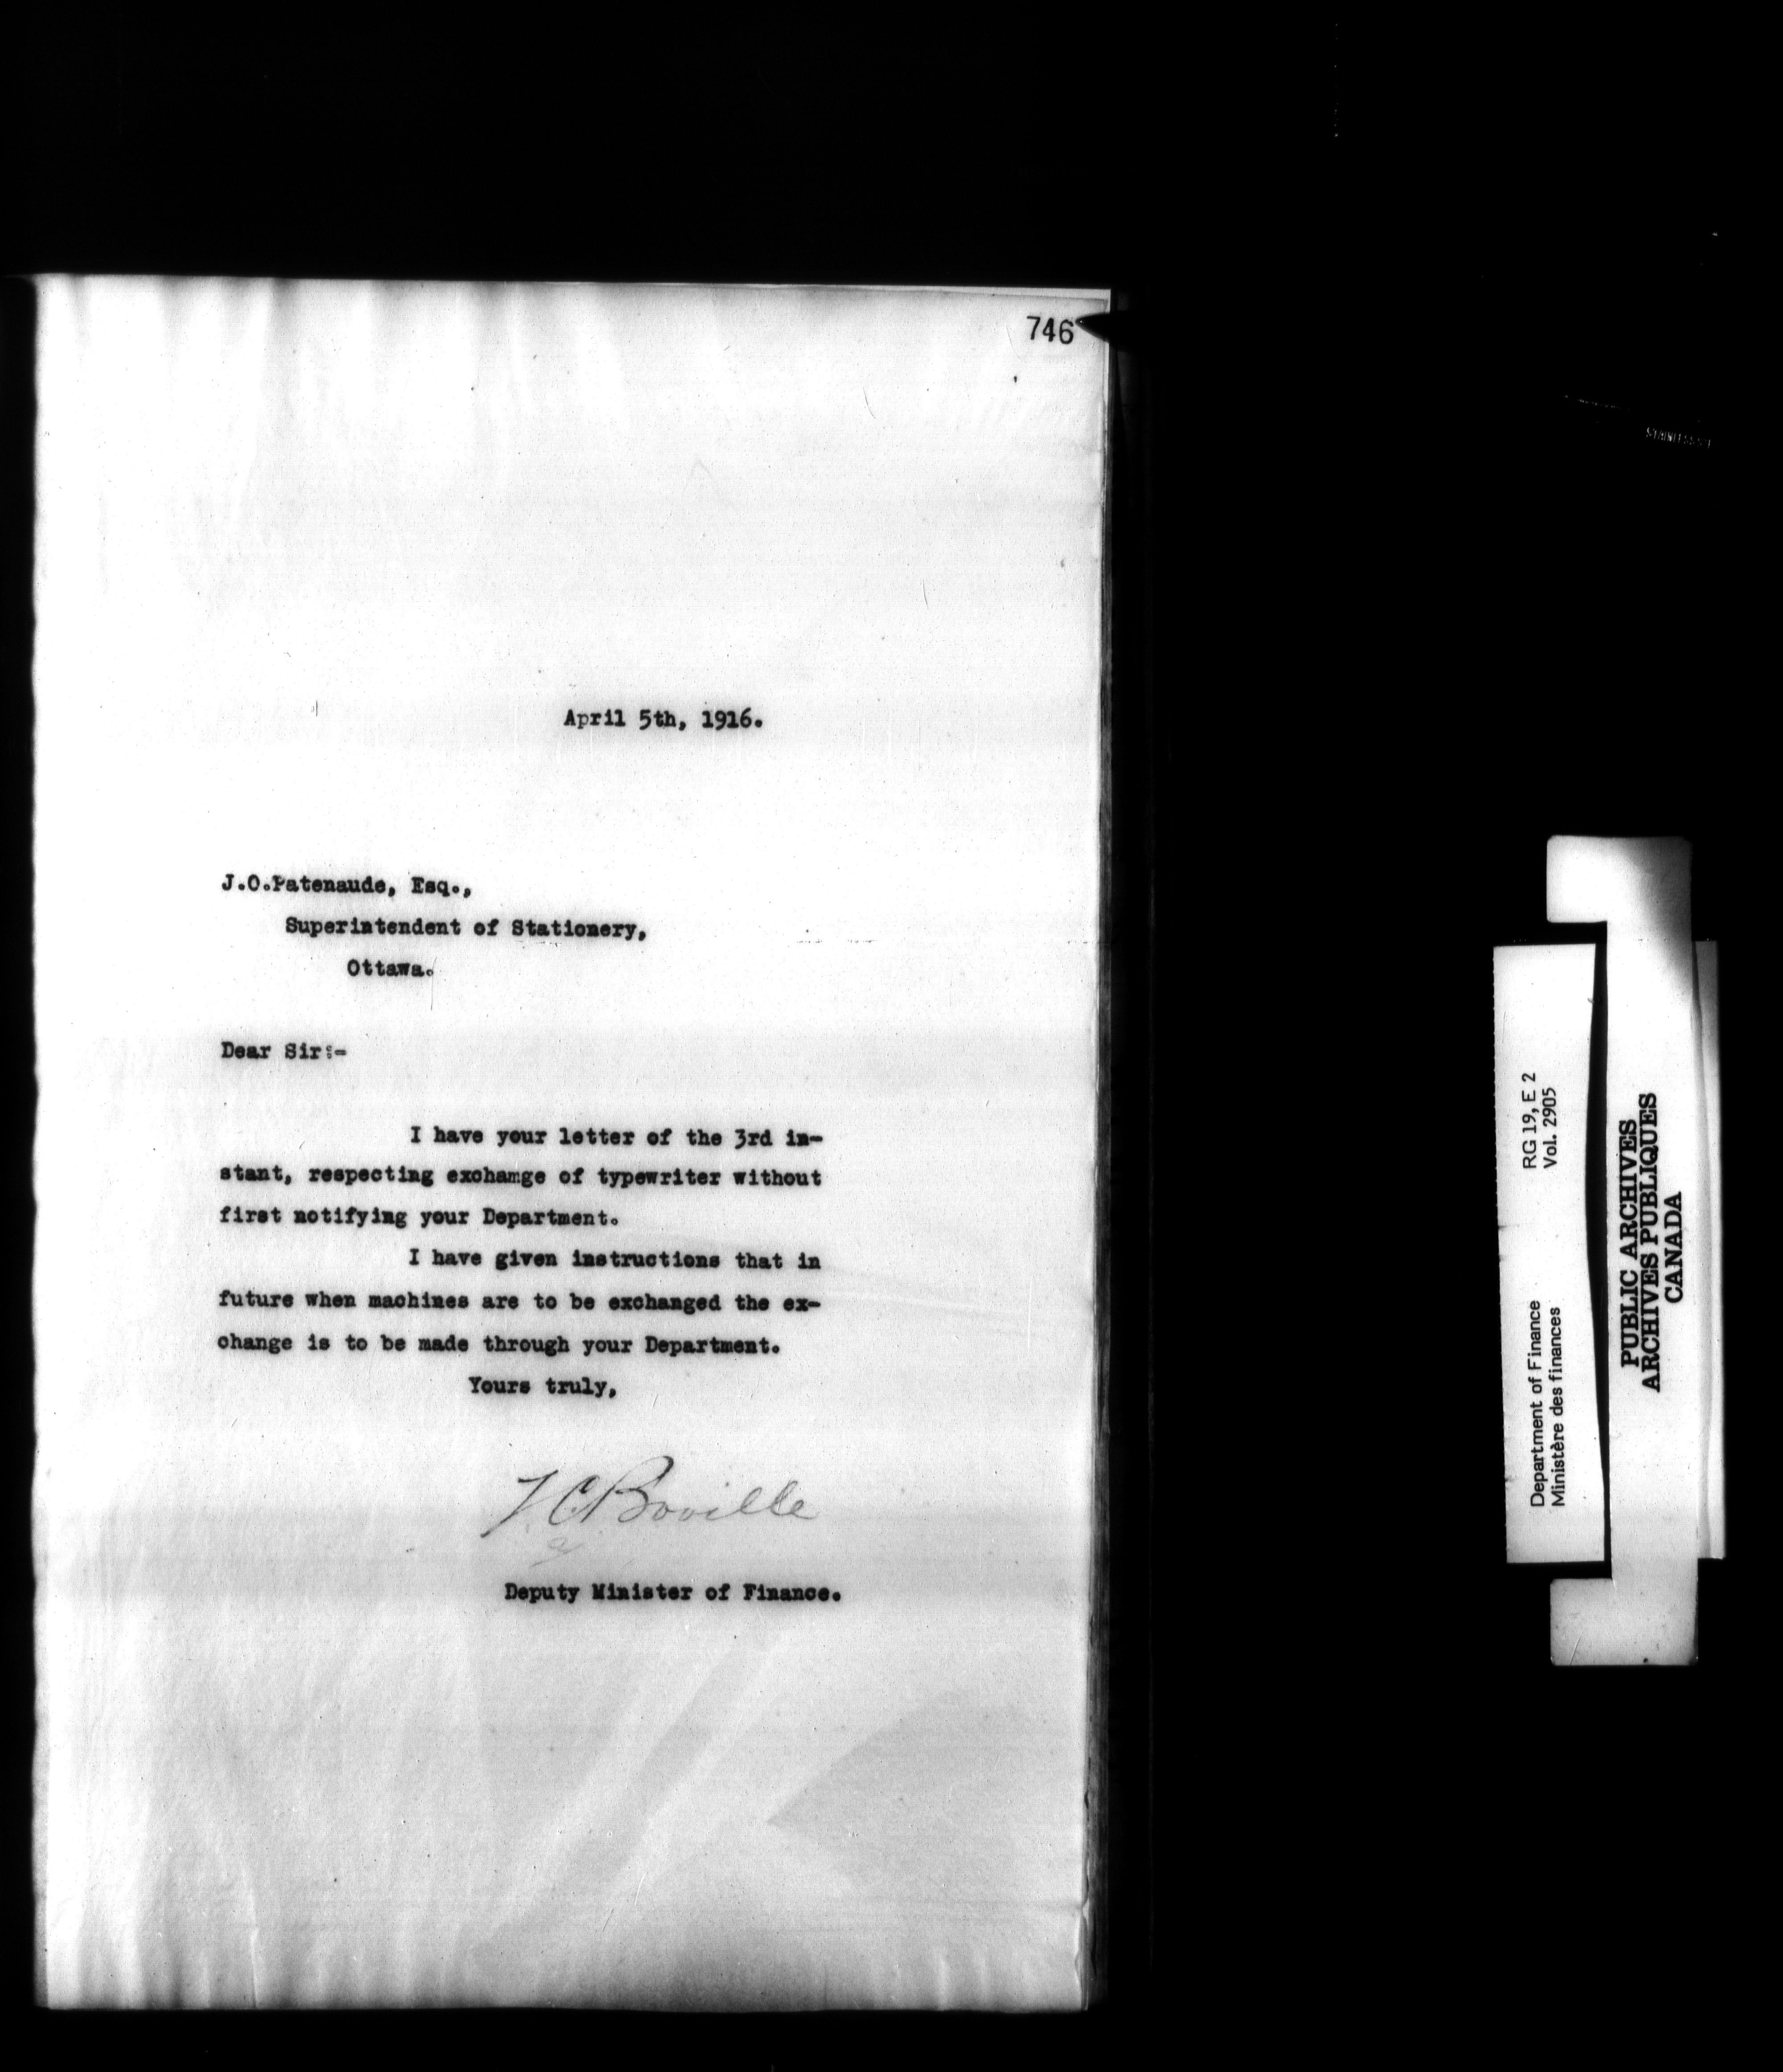 746
April 5th, 1916.
J.O.Patenaude, Esq.,
Superintendent of Stationery,
Ottawa.
Dear Sir:-
I have your letter of the 3rd in-
stant, respecting exchange of typewriter without
first notifying your Department.
I have given instructions that in
future when machines are to be exchanged the ex-
change is to be made through your Department.
Yours truly,
T C Boville
Deputy Minister of Finance.
Department of Finance RG 19, E 2
Ministère des finances Vol. 2905
PUBLIC ARCHIVES
ARCHIVES PUBLIQUES
CANADA